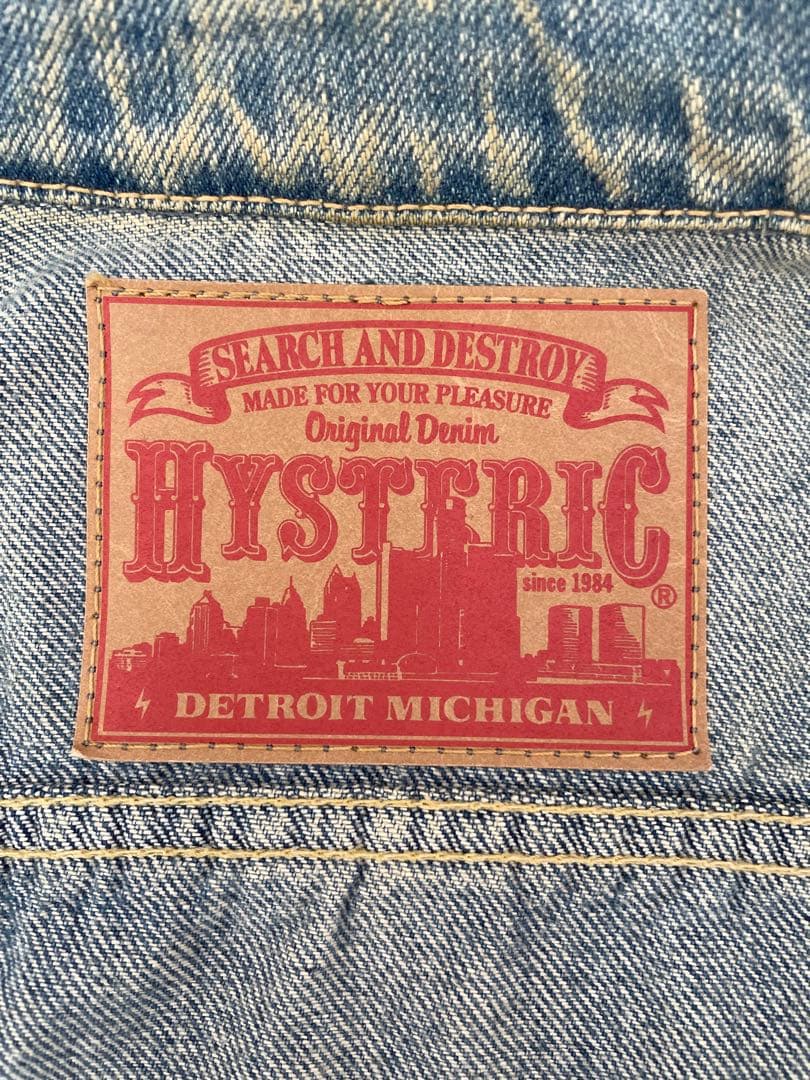 SEARCH AND DESTROY
MADE FOR YOUR PLEASURE
Original Denim
HYSTERIC
since 1984
®
DETROIT MICHIGAN